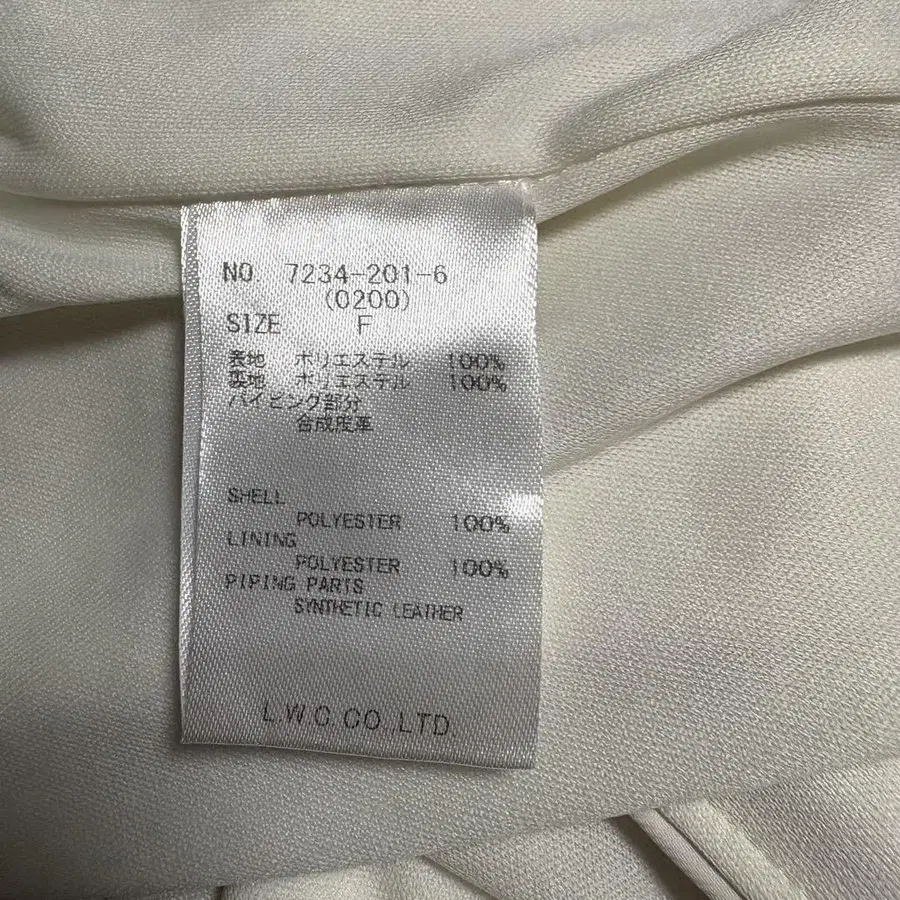 NO. 7234-201-6
(0200)
SIZE F
表地 ポリエステル 100%
裏地 ポリエステル 100%
パイピング部分
合成皮革
SHELL
POLYESTER 100%
LINING
POLYESTER 100%
PIPING PARTS
SYNTHETIC LEATHER
L.W.C.CO.,LTD.